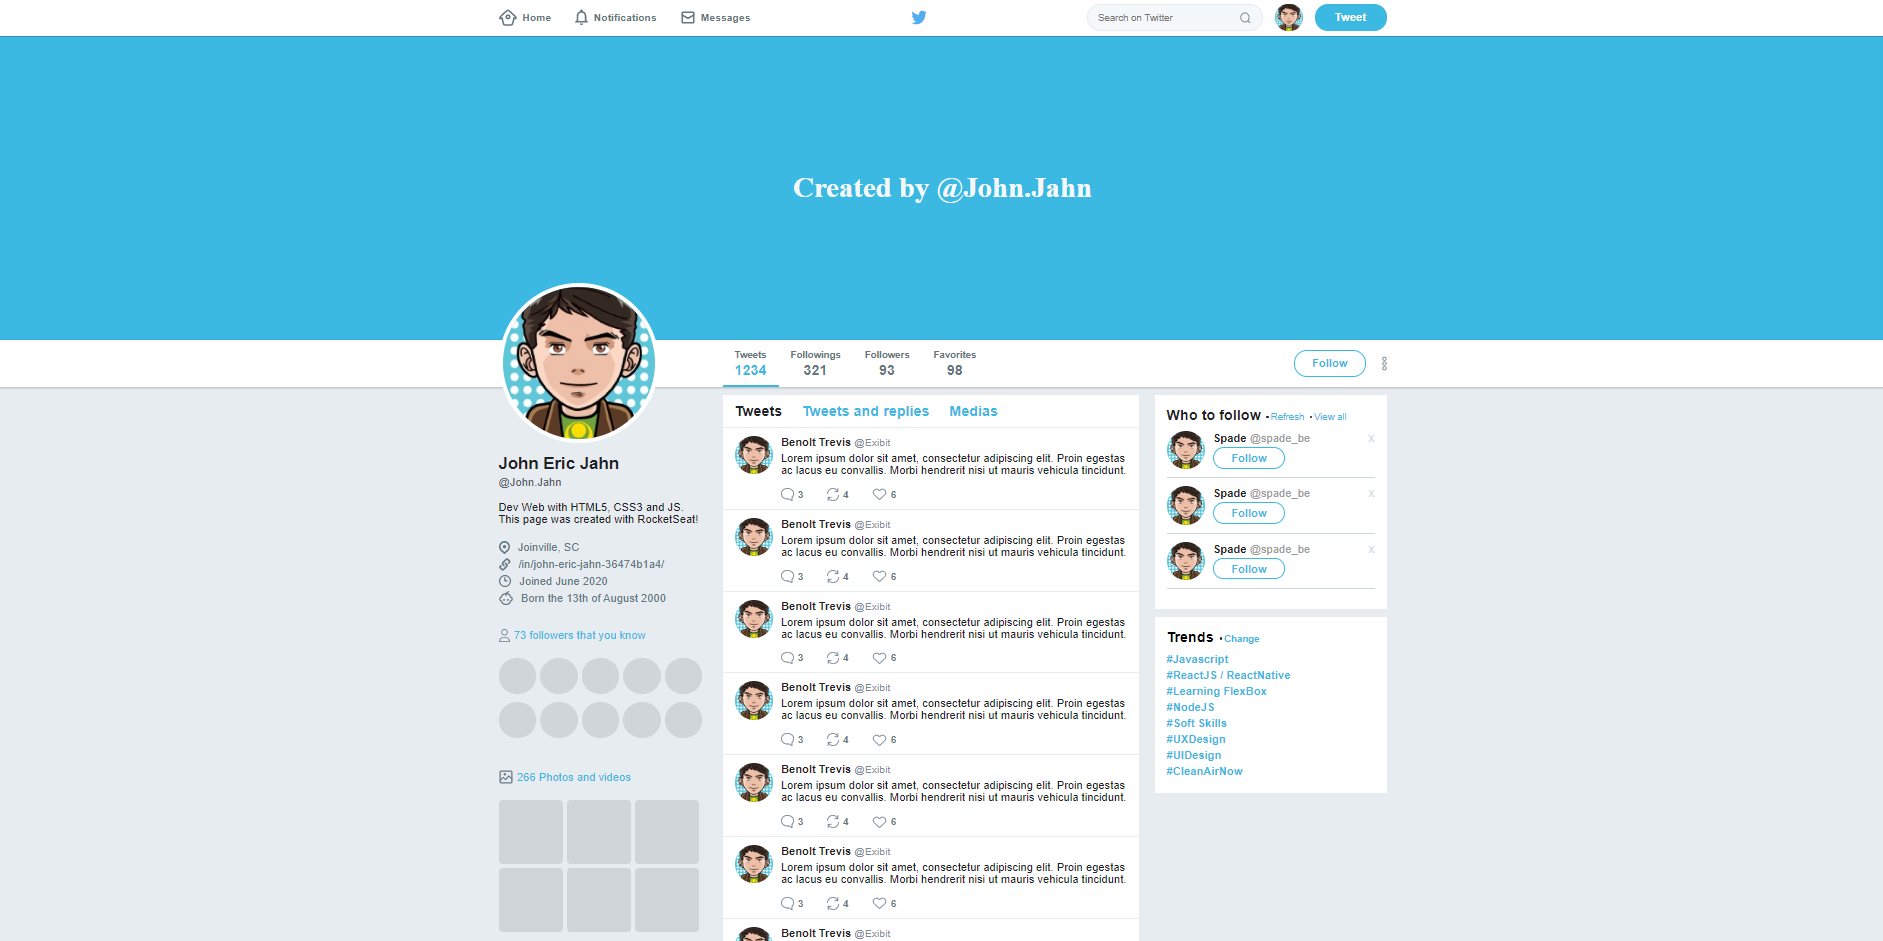 Home Notifications Messages Search on Twitter Tweet
Created by @John.Jahn
Tweets Followings Followers Favorites
1234 321 93 98
Follow
John Eric Jahn
@John.Jahn
Dev Web with HTML5, CSS3 and JS.
This page was created with RocketSeat!
Joinville, SC
/in/john-eric-jahn-36474b1a4/
Joined June 2020
Born the 13th of August 2000
73 followers that you know
266 Photos and videos
Tweets Tweets and replies Medias
Benolt Trevis @Exibit
Lorem ipsum dolor sit amet, consectetur adipiscing elit. Proin egestas
ac lacus eu convallis. Morbi hendrerit nisi ut mauris vehicula tincidunt.
3 4 6
Benolt Trevis @Exibit
Lorem ipsum dolor sit amet, consectetur adipiscing elit. Proin egestas
ac lacus eu convallis. Morbi hendrerit nisi ut mauris vehicula tincidunt.
3 4 6
Benolt Trevis @Exibit
Lorem ipsum dolor sit amet, consectetur adipiscing elit. Proin egestas
ac lacus eu convallis. Morbi hendrerit nisi ut mauris vehicula tincidunt.
3 4 6
Benolt Trevis @Exibit
Lorem ipsum dolor sit amet, consectetur adipiscing elit. Proin egestas
ac lacus eu convallis. Morbi hendrerit nisi ut mauris vehicula tincidunt.
3 4 6
Benolt Trevis @Exibit
Lorem ipsum dolor sit amet, consectetur adipiscing elit. Proin egestas
ac lacus eu convallis. Morbi hendrerit nisi ut mauris vehicula tincidunt.
3 4 6
Benolt Trevis @Exibit
Lorem ipsum dolor sit amet, consectetur adipiscing elit. Proin egestas
ac lacus eu convallis. Morbi hendrerit nisi ut mauris vehicula tincidunt.
3 4 6
Benolt Trevis @Exibit
Who to follow • Refresh • View all
Spade @spade_be X
Follow
Spade @spade_be X
Follow
Spade @spade_be X
Follow
Trends • Change
#Javascript
#ReactJS / ReactNative
#Learning FlexBox
#NodeJS
#Soft Skills
#UXDesign
#UIDesign
#CleanAirNow